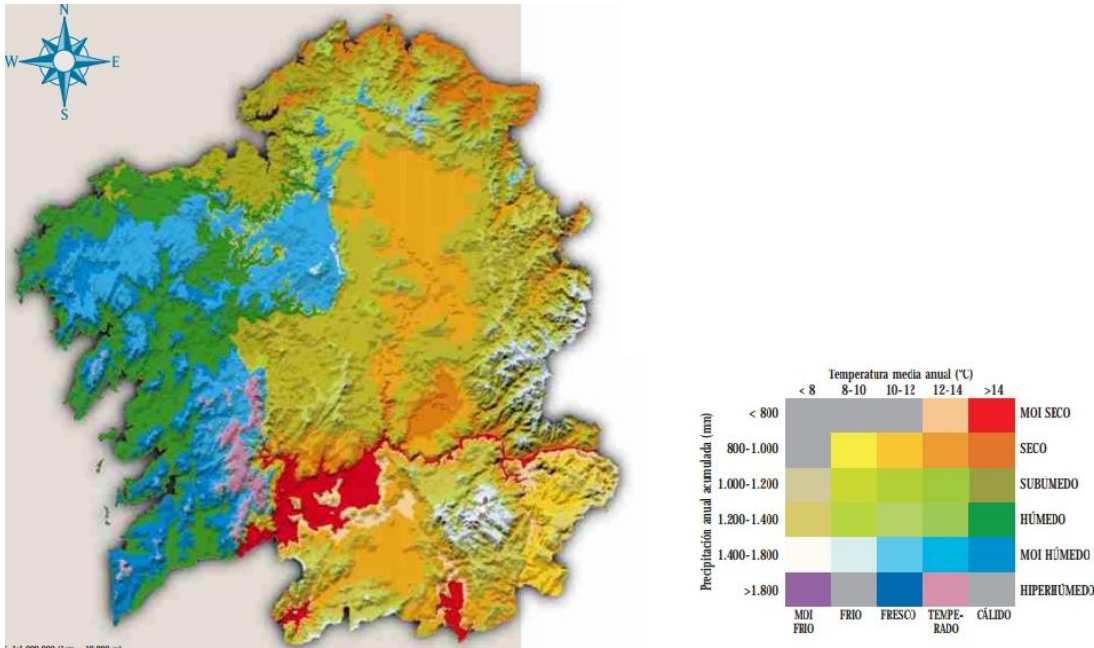 N
W E
S
Temperatura media anual (°C)
< 8 8-10 10-12 12-14 >14
Precipitación anual acumulada (mm)
< 800 MOI SECO
800-1.000 SECO
1.000-1.200 SUBÚMEDO
1.200-1.400 HÚMEDO
1.400-1.800 MOI HÚMEDO
>1.800 HIPERHÚMEDO
MOI FRIO FRESCO TEMPE- CÁLIDO
FRIO RADO